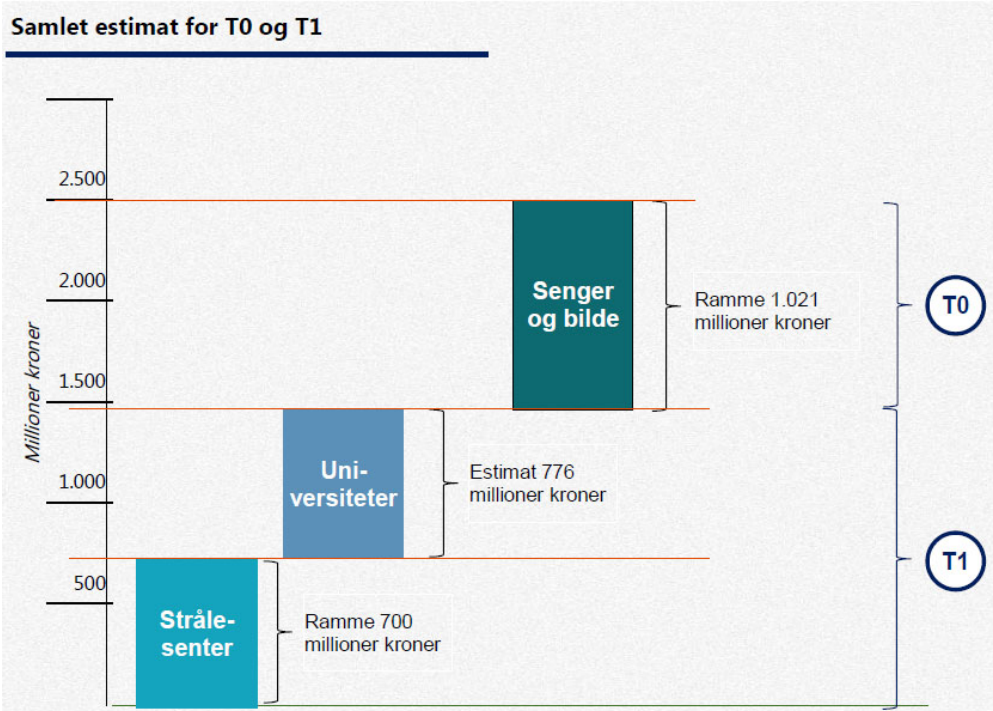 Samlet estimat for T0 og T1
Millioner kroner
2.500
2.000
1.500
1.000
500
Senger
og bilde
Ramme 1.021
millioner kroner
T0
Uni-
versiteter
Estimat 776
millioner kroner
T1
Stråle-
senter
Ramme 700
millioner kroner